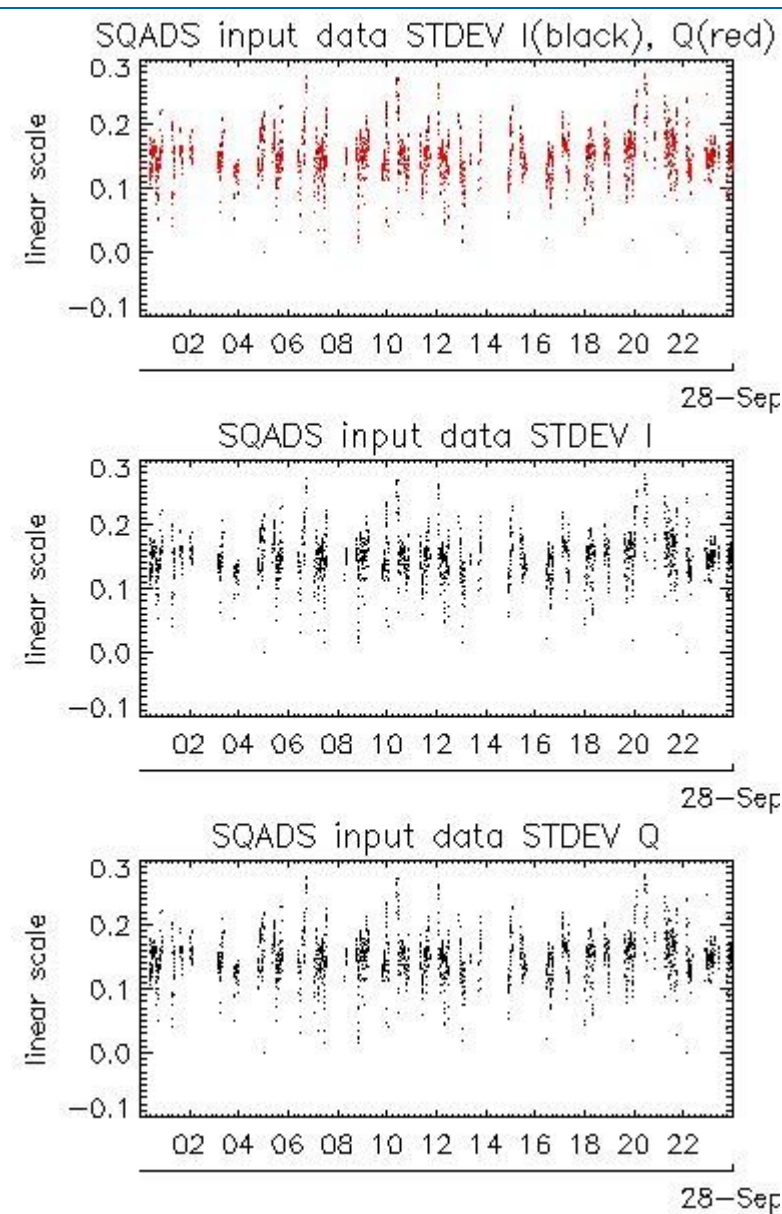 SQADS input data STDEV I(black), Q(red)
0.3
0.2
0.1
0.0
-0.1
linear scale
02 04 06 08 10 12 14 16 18 20 22
28-Sep
SQADS input data STDEV I
0.3
0.2
0.1
0.0
-0.1
linear scale
02 04 06 08 10 12 14 16 18 20 22
28-Sep
SQADS input data STDEV Q
0.3
0.2
0.1
0.0
-0.1
linear scale
02 04 06 08 10 12 14 16 18 20 22
28-Sep